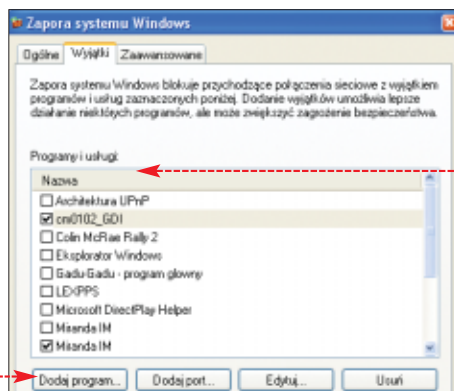 Zapora systemu Windows
Ogólne Wyjątki Zaawansowane
Zapora systemu Windows blokuje przychodzące połączenia sieciowe z wyjątkiem
programów i usług zaznaczonych poniżej. Dodanie wyjątków umożliwia lepsze
działanie niektórych programów, ale może zwiększyć zagrożenie bezpieczeństwa.
Programy i usługi:
Nazwa
Architektura UPnP
cni0102_GDI
Colin McRae Rally 2
Eksplorator Windows
Gadu-Gadu - program glowny
LEXPPS
Microsoft DirectPlay Helper
Miranda IM
Miranda IM
Dodaj program... Dodaj port... Edytuj... Usuń